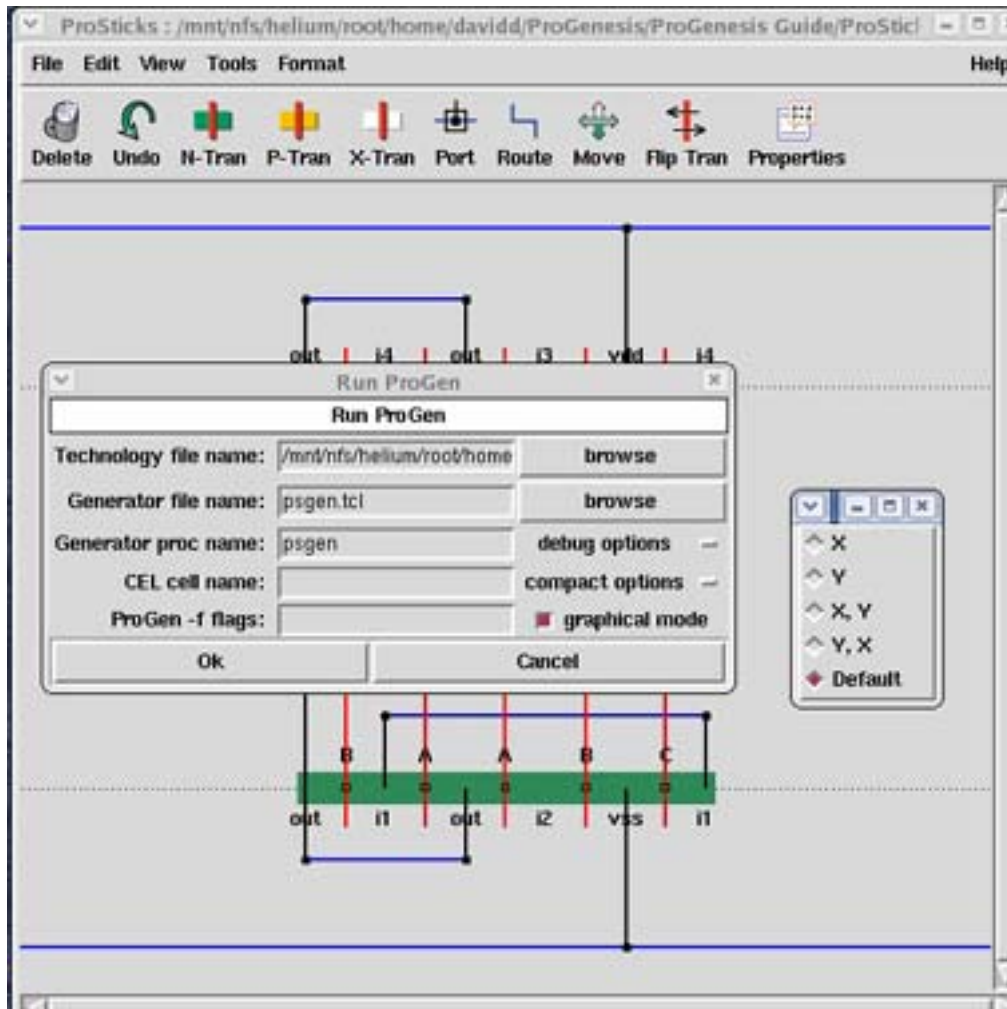 ProSticks : /mnt/nfs/helium/root/home/davidd/ProGenesis/ProGenesis Guide/ProStic
File Edit View Tools Format Help
Delete Undo N-Tran P-Tran X-Tran Port Route Move Flip Tran Properties
out i4 out i3 vdd i4
Run ProGen
Run ProGen
Technology file name: /mnt/nfs/helium/root/home browse
Generator file name: psgen.tcl browse
Generator proc name: psgen debug options
CEL cell name: compact options
ProGen -f flags: graphical mode
Ok Cancel
X
Y
X, Y
Y, X
Default
B A A B C
out i1 out i2 vss i1